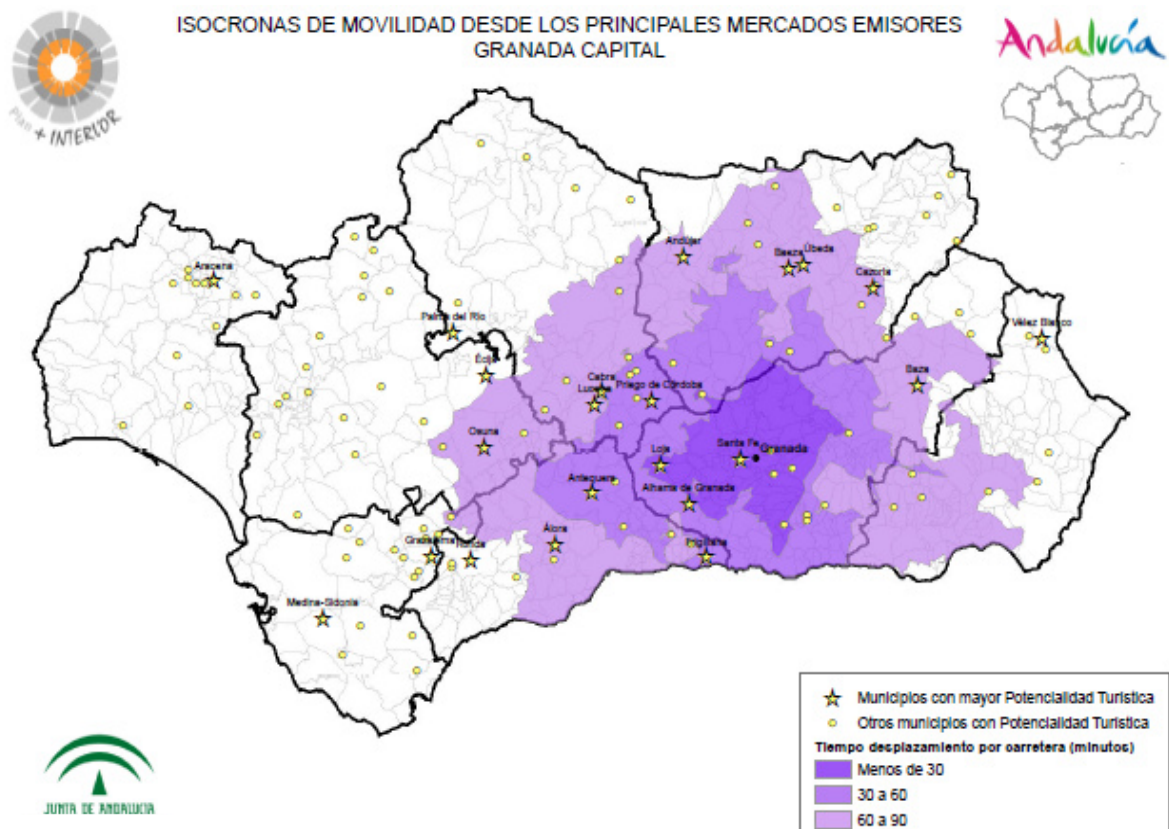 ISOCRONAS DE MOVILIDAD DESDE LOS PRINCIPALES MERCADOS EMISORES
GRANADA CAPITAL
Plan + INTERIOR
Andalucía
Aracena
Palma del Río
Écija
Osuna
Cabra
Lucena
Priego de Córdoba
Andújar
Baeza
Úbeda
Cazorla
Vélez Blanco
Baza
Santa Fe
Granada
Loja
Alhama de Granada
Antequera
Álora
Frigiliana
Grazalema
Ronda
Medina-Sidonia
Municipios con mayor Potencialidad Turística
Otros municipios con Potencialidad Turística
Tiempo desplazamiento por carretera (minutos)
Menos de 30
30 a 60
60 a 90
JUNTA DE ANDALUCIA